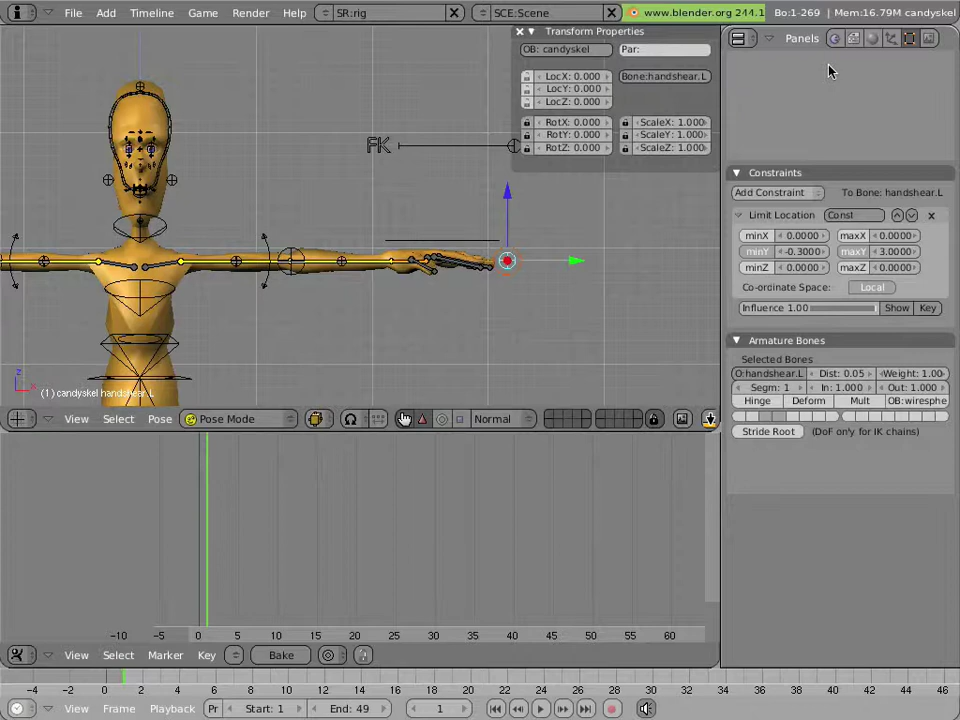 File Add Timeline Game Render Help SR:rig SCE:Scene www.blender.org 244.1 Bo:1-269 | Mem:16.79M candyskel
Transform Properties
OB: candyskel Par:
LocX: 0.000 Bone:handshear.L
LocY: 0.000
LocZ: 0.000
RotX: 0.000 ScaleX: 1.000
RotY: 0.000 ScaleY: 1.000
RotZ: 0.000 ScaleZ: 1.000
FK
z
x
(1) candyskel handshear.L
View Select Pose Pose Mode Normal
Panels
Constraints
Add Constraint To Bone: handshear.L
Limit Location Const
minX 0.0000 maxX 0.0000
minY -0.3000 maxY 3.0000
minZ 0.0000 maxZ 0.0000
Co-ordinate Space: Local
Influence 1.00 Show Key
Armature Bones
Selected Bones
O:handshear.L Dist: 0.05 Weight: 1.00
Segm: 1 In: 1.000 Out: 1.000
Hinge Deform Mult OB:wiresphe
Stride Root (DoF only for IK chains)
-10 -5 0 5 10 15 20 25 30 35 40 45 50 55 60
View Select Marker Key Bake
-4 -2 0 2 4 6 8 10 12 14 16 18 20 22 24 26 28 30 32 34 36 38 40 42 44 46
View Frame Playback Pr Start: 1 End: 49 1